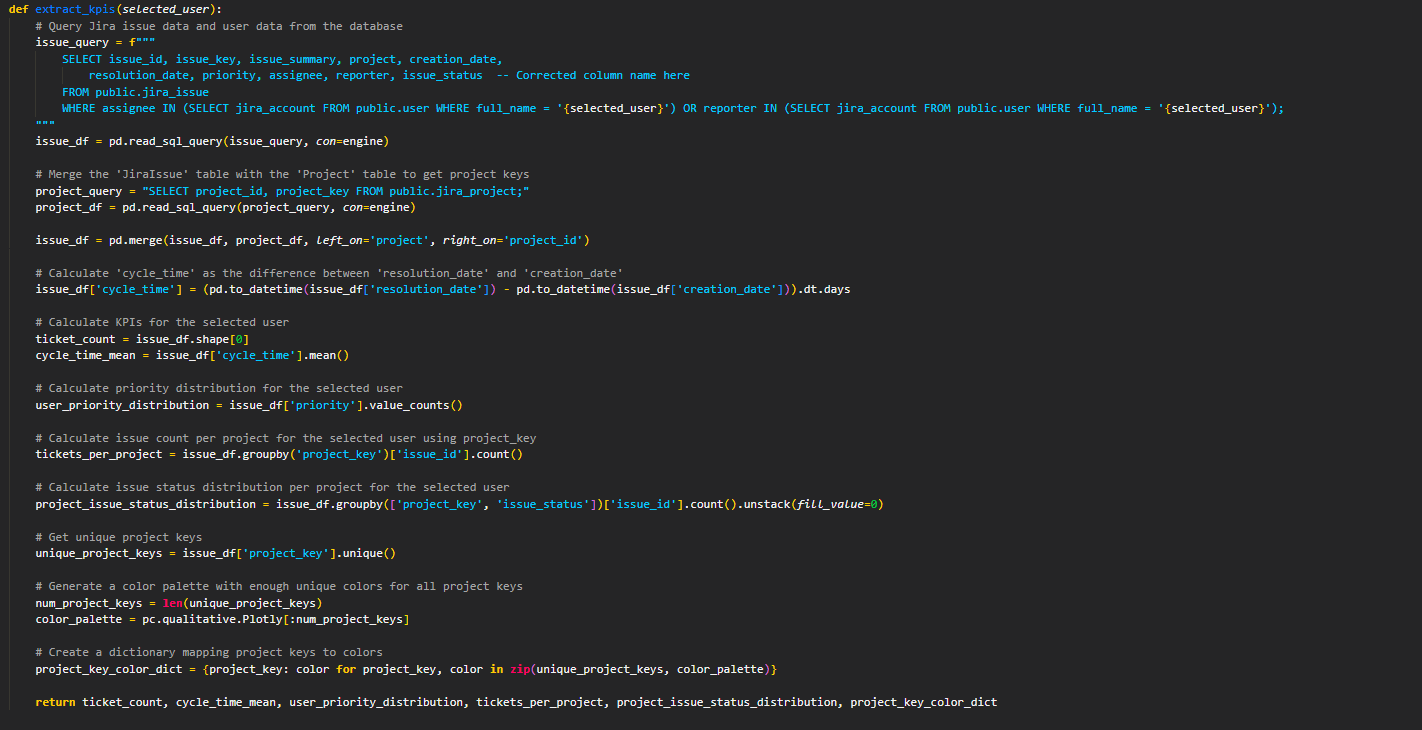 def extract_kpis(selected_user):
    # Query Jira issue data and user data from the database
    issue_query = f"""
        SELECT issue_id, issue_key, issue_summary, project, creation_date,
            resolution_date, priority, assignee, reporter, issue_status  -- Corrected column name here
        FROM public.jira_issue
        WHERE assignee IN (SELECT jira_account FROM public.user WHERE full_name = '{selected_user}') OR reporter IN (SELECT jira_account FROM public.user WHERE full_name = '{selected_user}');
    """
    issue_df = pd.read_sql_query(issue_query, con=engine)

    # Merge the 'JiraIssue' table with the 'Project' table to get project keys
    project_query = "SELECT project_id, project_key FROM public.jira_project;"
    project_df = pd.read_sql_query(project_query, con=engine)

    issue_df = pd.merge(issue_df, project_df, left_on='project', right_on='project_id')

    # Calculate 'cycle_time' as the difference between 'resolution_date' and 'creation_date'
    issue_df['cycle_time'] = (pd.to_datetime(issue_df['resolution_date']) - pd.to_datetime(issue_df['creation_date'])).dt.days

    # Calculate KPIs for the selected user
    ticket_count = issue_df.shape[0]
    cycle_time_mean = issue_df['cycle_time'].mean()

    # Calculate priority distribution for the selected user
    user_priority_distribution = issue_df['priority'].value_counts()

    # Calculate issue count per project for the selected user using project_key
    tickets_per_project = issue_df.groupby('project_key')['issue_id'].count()

    # Calculate issue status distribution per project for the selected user
    project_issue_status_distribution = issue_df.groupby(['project_key', 'issue_status'])['issue_id'].count().unstack(fill_value=0)

    # Get unique project keys
    unique_project_keys = issue_df['project_key'].unique()

    # Generate a color palette with enough unique colors for all project keys
    num_project_keys = len(unique_project_keys)
    color_palette = pc.qualitative.Plotly[:num_project_keys]

    # Create a dictionary mapping project keys to colors
    project_key_color_dict = {project_key: color for project_key, color in zip(unique_project_keys, color_palette)}

    return ticket_count, cycle_time_mean, user_priority_distribution, tickets_per_project, project_issue_status_distribution, project_key_color_dict